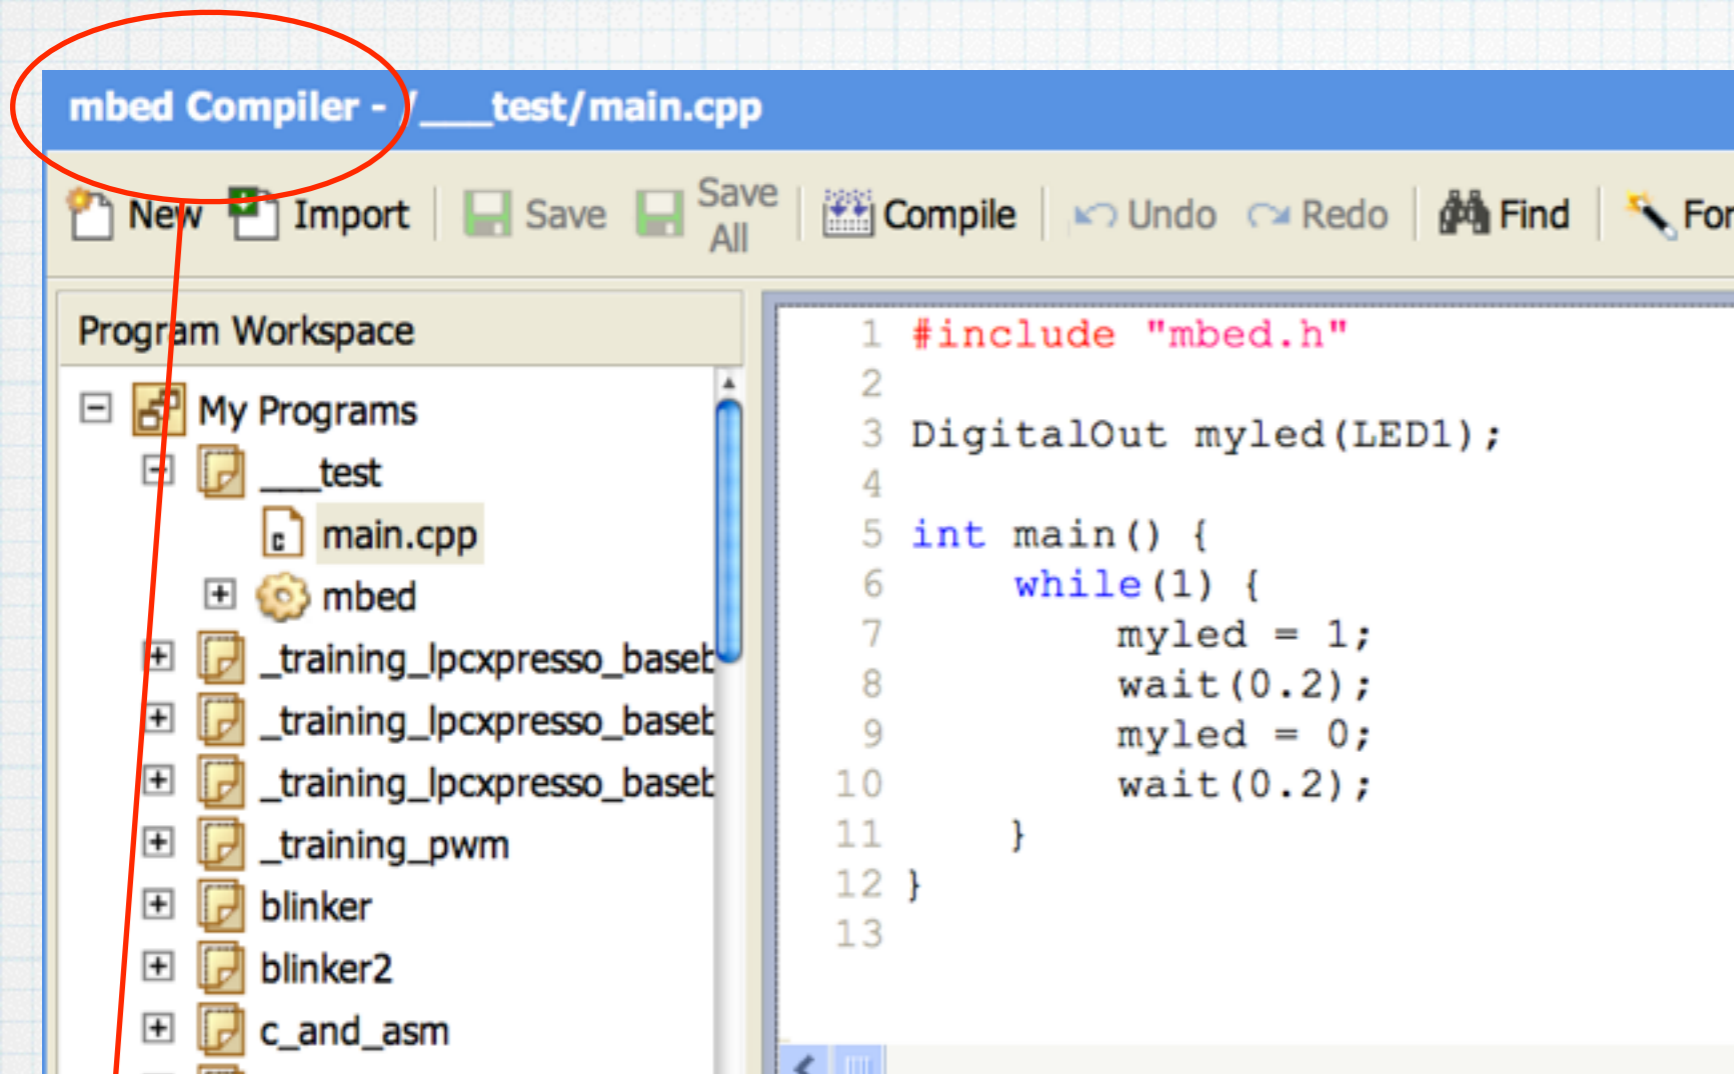 mbed Compiler - /___test/main.cpp
New Import Save Save All Compile Undo Redo Find For
Program Workspace
My Programs
___test
main.cpp
mbed
_training_lpcxpresso_baseb
_training_lpcxpresso_baseb
_training_lpcxpresso_baseb
_training_pwm
blinker
blinker2
c_and_asm
1 #include "mbed.h"
2
3 DigitalOut myled(LED1);
4
5 int main() {
6     while(1) {
7         myled = 1;
8         wait(0.2);
9         myled = 0;
10         wait(0.2);
11     }
12 }
13